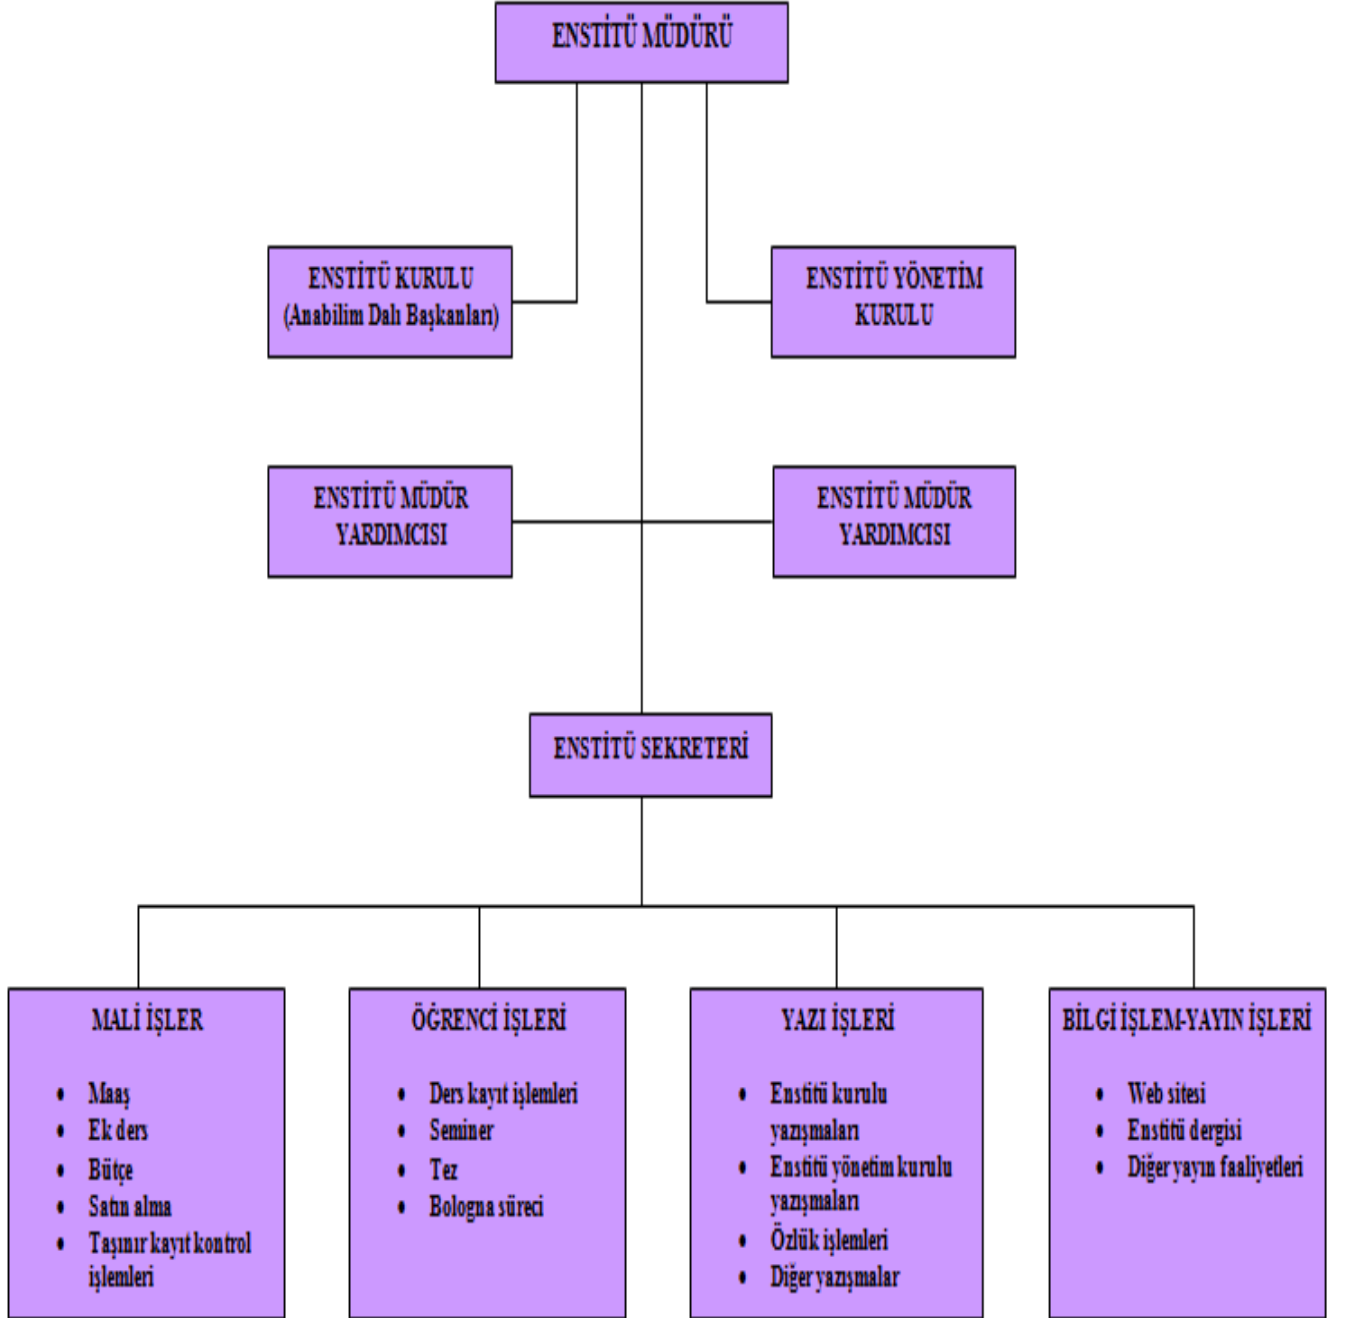 ENSTİTÜ MÜDÜRÜ
ENSTİTÜ KURULU
(Anabilim Dalı Başkanları)
ENSTİTÜ YÖNETİM
KURULU
ENSTİTÜ MÜDÜR
YARDIMCISI
ENSTİTÜ MÜDÜR
YARDIMCISI
ENSTİTÜ SEKRETERİ
MALİ İŞLER
• Maaş
• Ek ders
• Bütçe
• Satın alma
• Taşınır kayıt kontrol
işlemleri
ÖĞRENCİ İŞLERİ
• Ders kayıt işlemleri
• Seminer
• Tez
• Bologna süreci
YAZI İŞLERİ
• Enstitü kurulu
yazışmaları
• Enstitü yönetim kurulu
yazışmaları
• Özlük işlemleri
• Diğer yazışmalar
BİLGİ İŞLEM-YAYIN İŞLERİ
• Web sitesi
• Enstitü dergisi
• Diğer yayın faaliyetleri